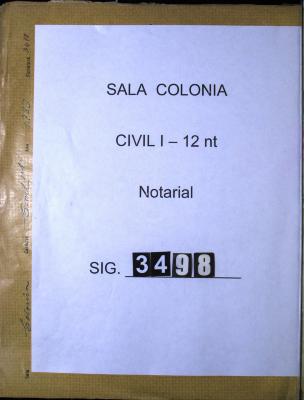 SALA COLONIA
CIVIL I – 12 nt
Notarial
SIG. 3498